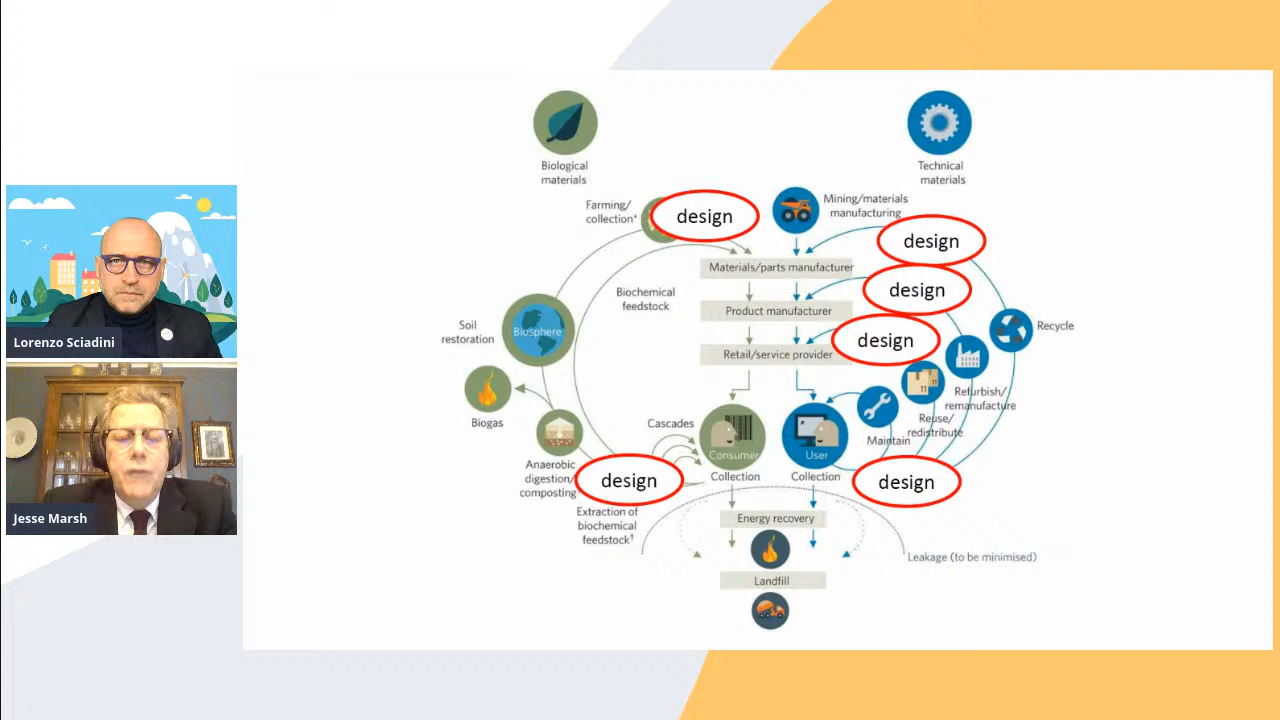 Biological
materials
Technical
materials
Farming/
collection*
design
Mining/materials
manufacturing
design
Materials/parts manufacturer
Biochemical
feedstock
design
Product manufacturer
Soil
restoration
Biosphere
Recycle
design
Retail/service provider
Lorenzo Sciadini
Refurbish/
remanufacture
Biogas
Cascades
Reuse/
redistribute
Maintain
Consumer
User
Anaerobic
digestion/
composting
design
Collection
Collection
design
Jesse Marsh
Extraction of
biochemical
feedstock†
Energy recovery
Leakage (to be minimised)
Landfill